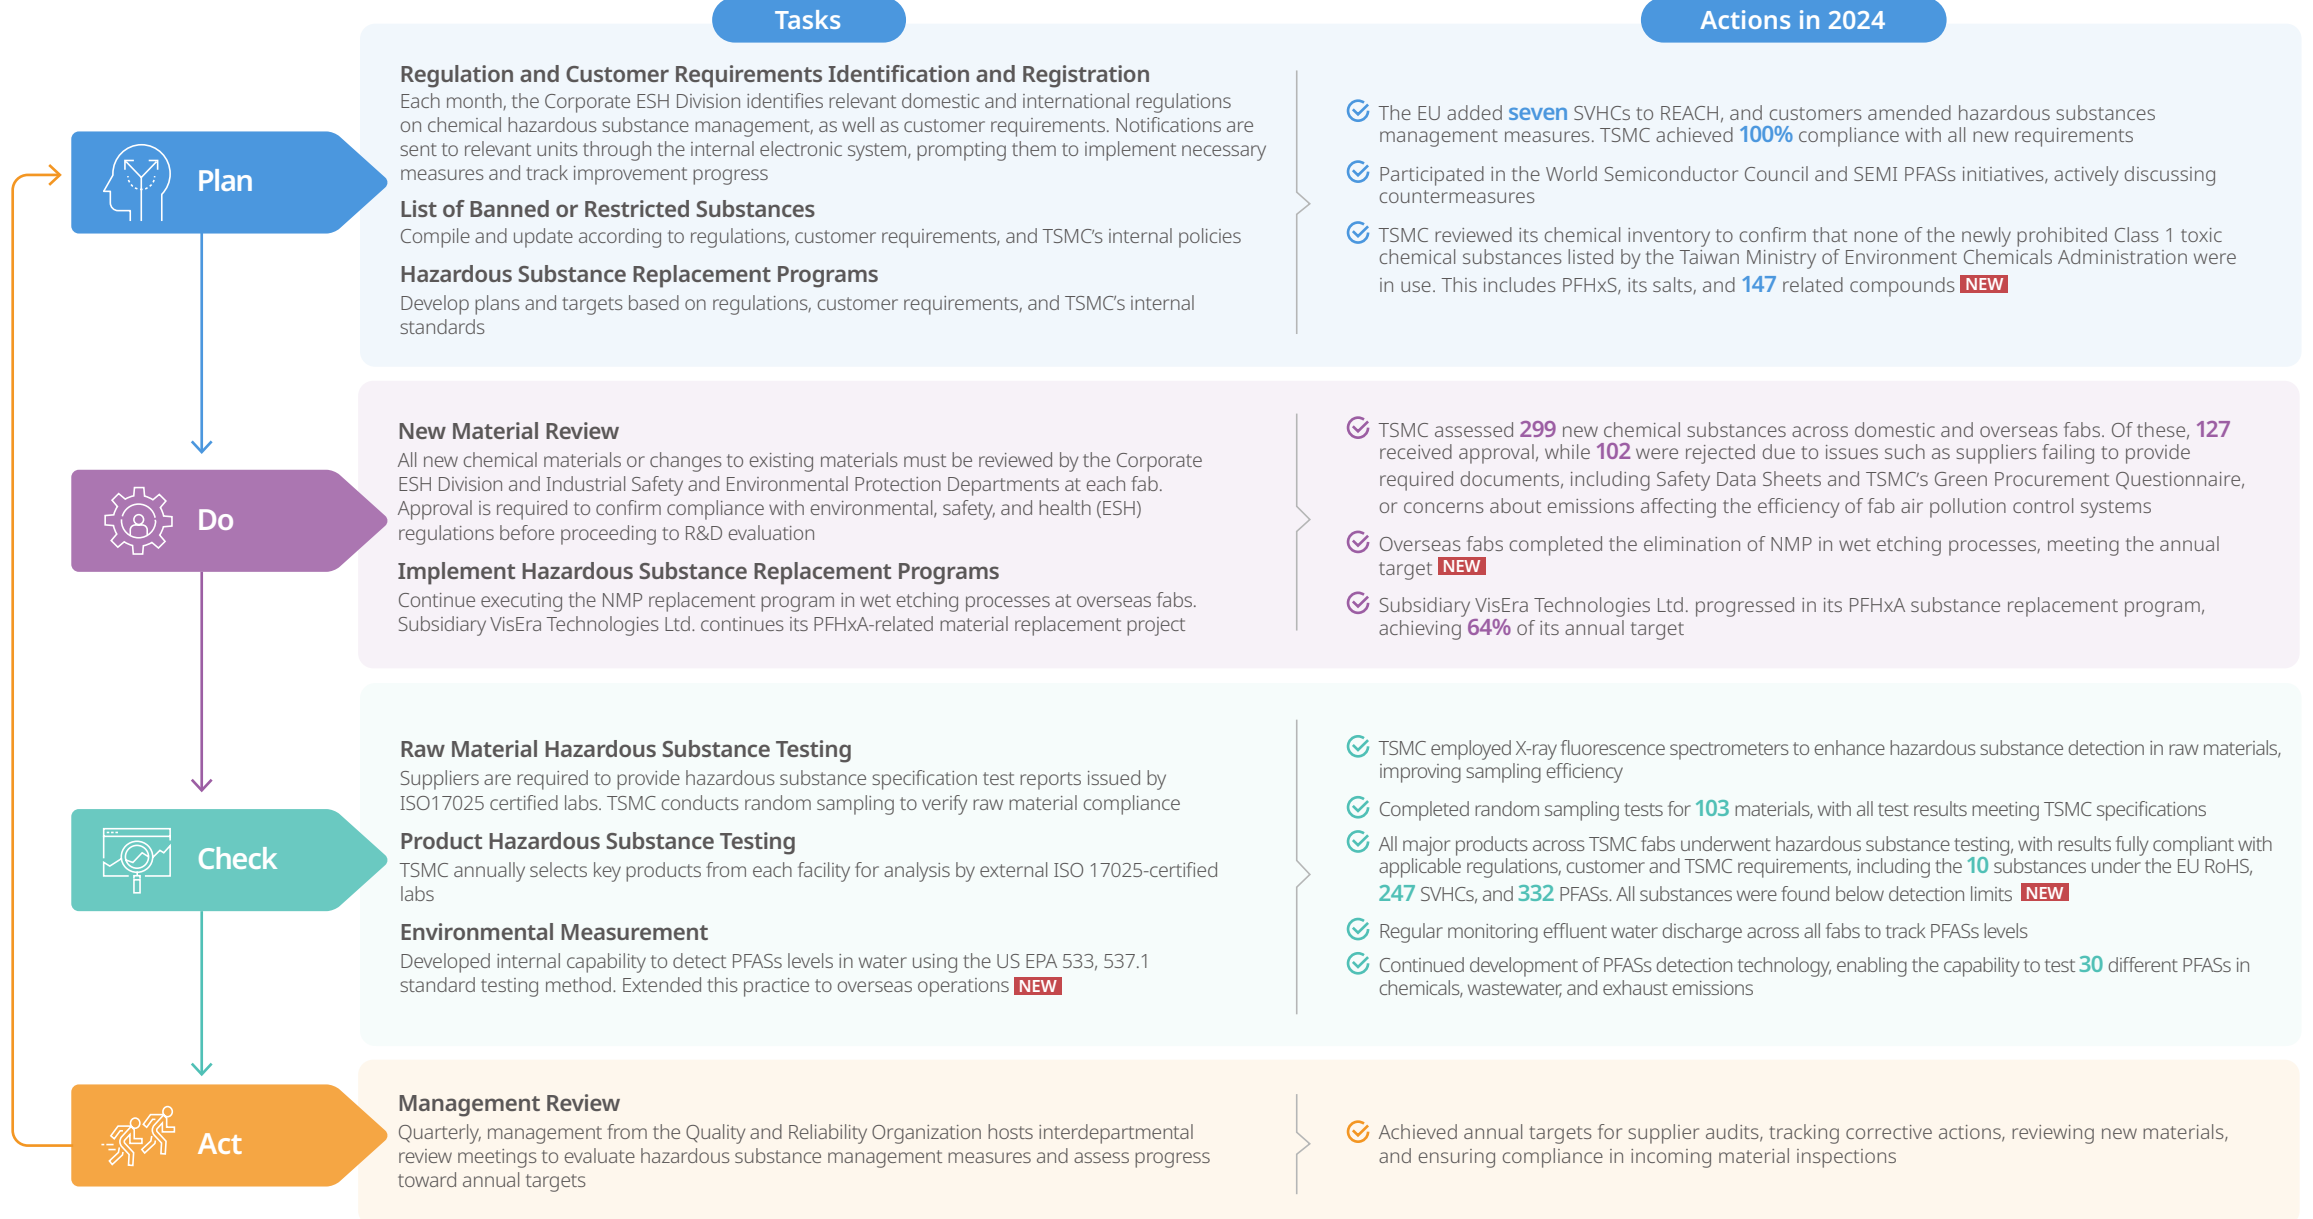 Tasks
Actions in 2024
Plan
Regulation and Customer Requirements Identification and Registration
Each month, the Corporate ESH Division identifies relevant domestic and international regulations
on chemical hazardous substance management, as well as customer requirements. Notifications are
sent to relevant units through the internal electronic system, prompting them to implement necessary
measures and track improvement progress
List of Banned or Restricted Substances
Compile and update according to regulations, customer requirements, and TSMC's internal policies
Hazardous Substance Replacement Programs
Develop plans and targets based on regulations, customer requirements, and TSMC's internal
standards
The EU added seven SVHCs to REACH, and customers amended hazardous substances
management measures. TSMC achieved 100% compliance with all new requirements
Participated in the World Semiconductor Council and SEMI PFASs initiatives, actively discussing
countermeasures
TSMC reviewed its chemical inventory to confirm that none of the newly prohibited Class 1 toxic
chemical substances listed by the Taiwan Ministry of Environment Chemicals Administration were
in use. This includes PFHxS, its salts, and 147 related compounds NEW
Do
New Material Review
All new chemical materials or changes to existing materials must be reviewed by the Corporate
ESH Division and Industrial Safety and Environmental Protection Departments at each fab.
Approval is required to confirm compliance with environmental, safety, and health (ESH)
regulations before proceeding to R&D evaluation
Implement Hazardous Substance Replacement Programs
Continue executing the NMP replacement program in wet etching processes at overseas fabs.
Subsidiary VisEra Technologies Ltd. continues its PFHxA-related material replacement project
TSMC assessed 299 new chemical substances across domestic and overseas fabs. Of these, 127
received approval, while 102 were rejected due to issues such as suppliers failing to provide
required documents, including Safety Data Sheets and TSMC's Green Procurement Questionnaire,
or concerns about emissions affecting the efficiency of fab air pollution control systems
Overseas fabs completed the elimination of NMP in wet etching processes, meeting the annual
target NEW
Subsidiary VisEra Technologies Ltd. progressed in its PFHxA substance replacement program,
achieving 64% of its annual target
Check
Raw Material Hazardous Substance Testing
Suppliers are required to provide hazardous substance specification test reports issued by
ISO17025 certified labs. TSMC conducts random sampling to verify raw material compliance
Product Hazardous Substance Testing
TSMC annually selects key products from each facility for analysis by external ISO 17025-certified
labs
Environmental Measurement
Developed internal capability to detect PFASs levels in water using the US EPA 533, 537.1
standard testing method. Extended this practice to overseas operations NEW
TSMC employed X-ray fluorescence spectrometers to enhance hazardous substance detection in raw materials,
improving sampling efficiency
Completed random sampling tests for 103 materials, with all test results meeting TSMC specifications
All major products across TSMC fabs underwent hazardous substance testing, with results fully compliant with
applicable regulations, customer and TSMC requirements, including the 10 substances under the EU RoHS,
247 SVHCs, and 332 PFASs. All substances were found below detection limits NEW
Regular monitoring effluent water discharge across all fabs to track PFASs levels
Continued development of PFASs detection technology, enabling the capability to test 30 different PFASs in
chemicals, wastewater, and exhaust emissions
Act
Management Review
Quarterly, management from the Quality and Reliability Organization hosts interdepartmental
review meetings to evaluate hazardous substance management measures and assess progress
toward annual targets
Achieved annual targets for supplier audits, tracking corrective actions, reviewing new materials,
and ensuring compliance in incoming material inspections